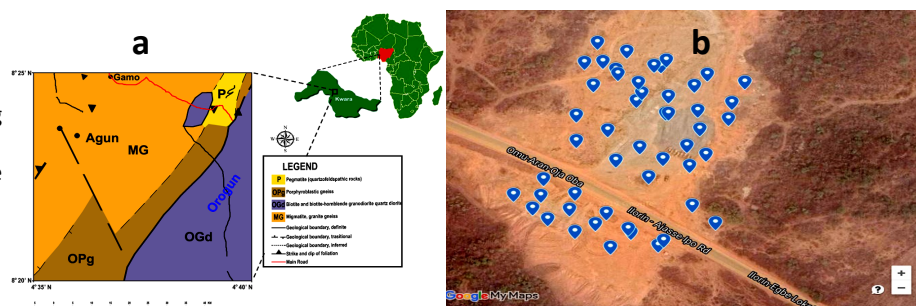 a
8°25'
Gamo
P
Agun
MG
Orogun
OGd
OPg
8°20'
4°35'
4°40'
Kwara
N
E
S
W
LEGEND
P Pegmatite (quartzofeldspathic rocks)
OPg Porphyroblastic gneiss
OGd Biotite and biotite-hornblende granodiorite quartz diorite
MG Migmatite, granite gneiss
Geological boundary, definite
Geological boundary, trasitional
Geological boundary, inferred
Strike and dip of foliation
Main Road
b
Omu-Aran-Oja Oba
Ilorin - Ajasse-Ipo Rd
Ilorin Egbe Loko
Google My Maps
+
?
−